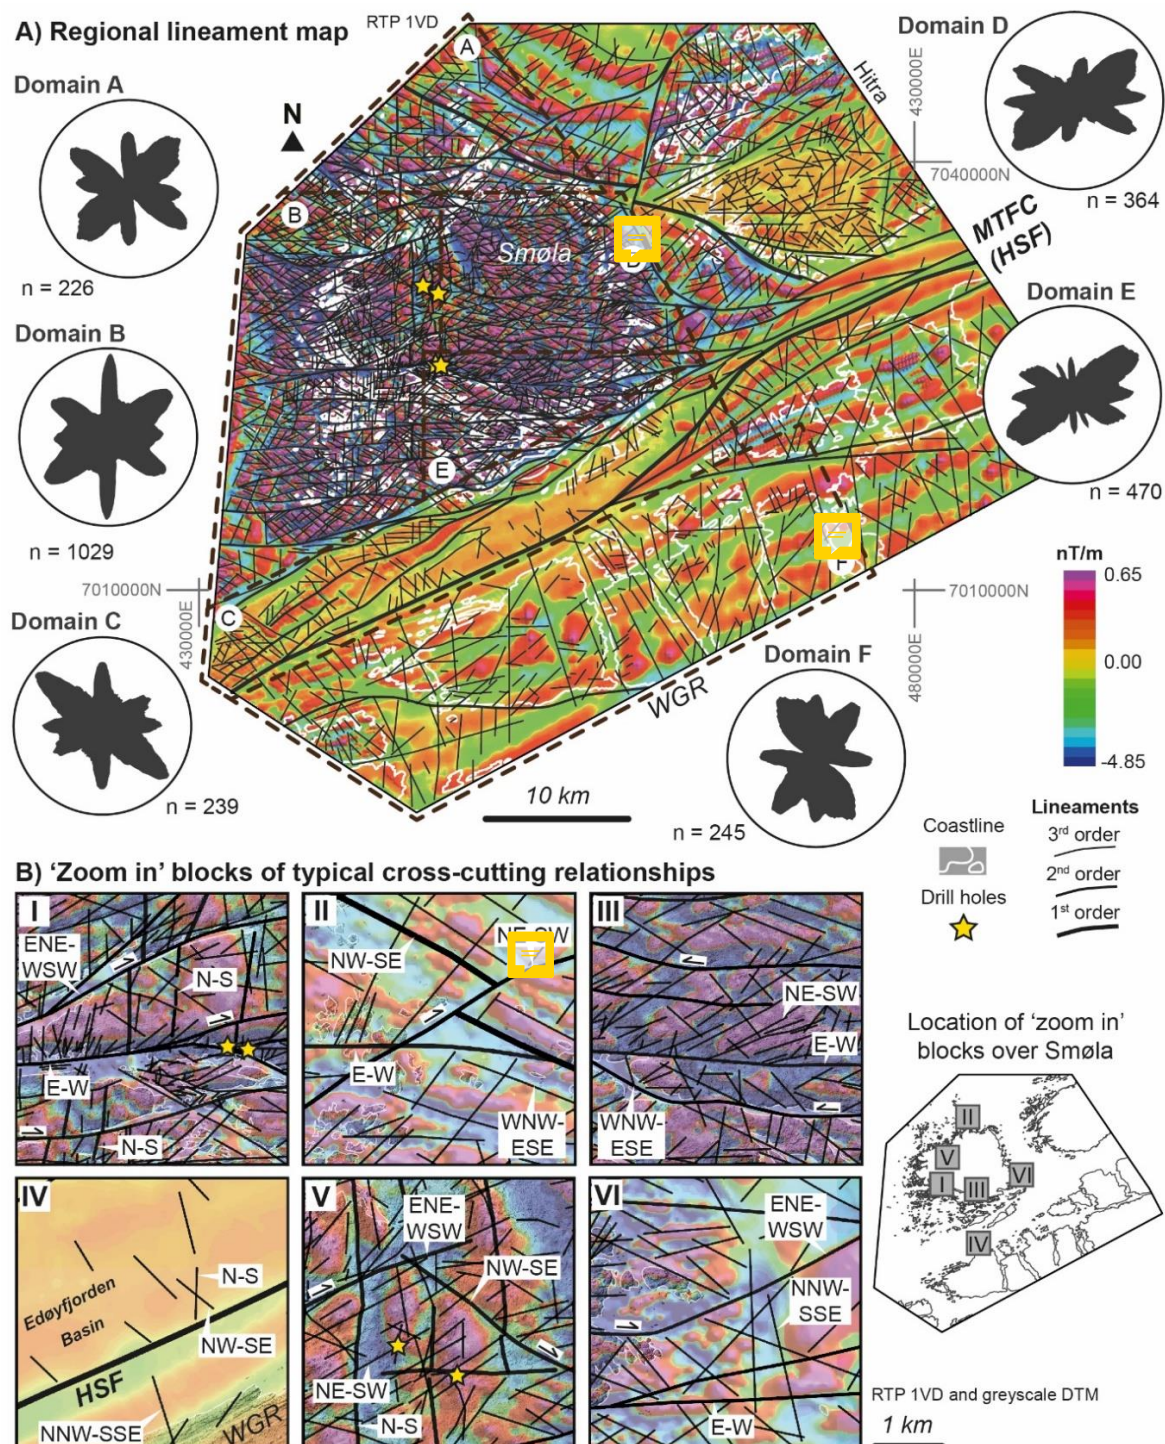 A) Regional lineament map
RTP 1VD
Domain A
n = 226
Domain B
n = 1029
Domain C
n = 239
Domain D
n = 364
Domain E
n = 470
Domain F
n = 245
N
A
B
C
D
E
F
Smøla
Hitra
MTFC
(HSF)
WGR
430000E
7040000N
7010000N
430000E
7010000N
480000E
10 km
nT/m
0.65
0.00
-4.85
Coastline
Drill holes
Lineaments
3rd order
2nd order
1st order
B) ‘Zoom in’ blocks of typical cross-cutting relationships
I
ENE-
WSW
N-S
E-W
N-S
II
NW-SE
NE-SW
E-W
WNW-
ESE
III
NE-SW
E-W
WNW-
ESE
IV
N-S
Edøyfjorden
Basin
NW-SE
HSF
NNW-SSE
WGR
V
ENE-
WSW
NW-SE
NE-SW
N-S
VI
ENE-
WSW
NNW-
SSE
E-W
Location of ‘zoom in’
blocks over Smøla
II
V
I
III
VI
IV
RTP 1VD and greyscale DTM
1 km